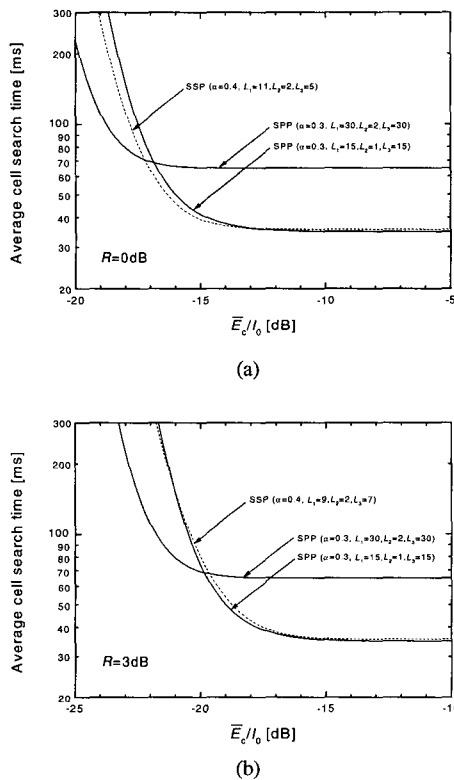 300
200
100
90
80
70
60
50
40
30
20
Average cell search time [ms]
SSP (α=0.4, L₁=11, L₂=2, L₃=5)
SPP (α=0.3, L₁=30, L₂=2, L₃=30)
SPP (α=0.3, L₁=15, L₂=1, L₃=15)
R=0dB
-20 -15 -10 -5
E̅c/I₀ [dB]
(a)
300
200
100
90
80
70
60
50
40
30
20
Average cell search time [ms]
SSP (α=0.4, L₁=9, L₂=2, L₃=7)
SPP (α=0.3, L₁=30, L₂=2, L₃=30)
SPP (α=0.3, L₁=15, L₂=1, L₃=15)
R=3dB
-25 -20 -15 -10
E̅c/I₀ [dB]
(b)